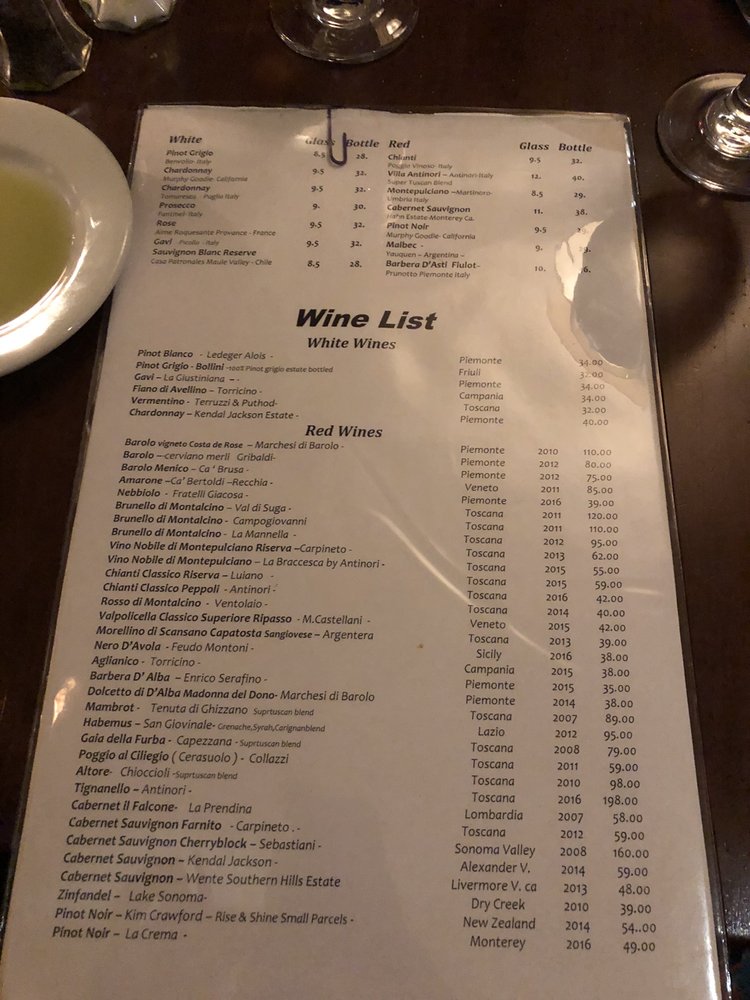 White Glass Bottle
Pinot Grigio 8.5 28.
Benvolio- Italy
Chardonnay 9.5 32.
Murphy Goodie- California
Chardonnay 9.5 32.
Tomaresca - Puglia Italy
Prosecco 9. 30.
Fantinel-Italy
Rose 9.5 32.
Aime Roquesante Provance - France
Gavi - Picollo - Italy 9.5 32.
Sauvignon Blanc Reserve
Casa Patronales Maule Valley - Chile 8.5 28.
Red Glass Bottle
Chianti 9.5 32.
Poggio Vinoso- Italy
Villa Antinori – Antinori-Italy 12. 40.
Super Tuscan Blend
Montepulciano –Martinoro- 8.5 29.
Umbria Italy
Cabernet Sauvignon 11. 38.
Hahn Estate-Monterey Ca.
Pinot Noir 9.5
Murphy Goodie- California
Malbec - 9.
Yauquen – Argentina –
Barbera D'Asti Fiulot– 10.
Prunotto Piemonte Italy
Wine List
White Wines
Pinot Bianco - Ledeger Alois - Piemonte 34.00
Pinot Grigio - Bollini -100% Pinot grigio estate bottled Friuli 32.00
Gavi – La Giustiniana – - Piemonte 34.00
Fiano di Avellino – Torricino - Campania 34.00
Vermentino - Terruzzi & Puthod- Toscana 32.00
Chardonnay – Kendal Jackson Estate - Piemonte 40.00
Red Wines
Barolo vigneto Costa de Rose – Marchesi di Barolo - Piemonte 2010 110.00
Barolo –cerviano merli Gribaldi- Piemonte 2012 80.00
Barolo Menico – Ca ' Brusa - Piemonte 2012 75.00
Amarone –Ca' Bertoldi –Recchia - Veneto 2011 85.00
Nebbiolo - Fratelli Giacosa - Piemonte 2016 39.00
Brunello di Montalcino – Val di Suga - Toscana 2011 120.00
Brunello di Montalcino - Campogiovanni Toscana 2011 110.00
Brunello di Montalcino - La Mannella - Toscana 2012 95.00
Vino Nobile di Montepulciano Riserva –Carpineto - Toscana 2013 62.00
Vino Nobile di Montepulciano – La Braccesca by Antinori - Toscana 2015 55.00
Chianti Classico Riserva – Luiano - Toscana 2015 59.00
Chianti Classico Peppoli - Antinori - Toscana 2016 42.00
Rosso di Montalcino - Ventolaio - Toscana 2014 40.00
Valpolicella Classico Superiore Ripasso - M.Castellani - Veneto 2015 42.00
Morellino di Scansano Capatosta Sangiovese – Argentera Toscana 2013 39.00
Nero D'Avola - Feudo Montoni - Sicily 2016 38.00
Aglianico - Torricino - Campania 2015 38.00
Barbera D' Alba – Enrico Serafino - Piemonte 2015 35.00
Dolcetto di D'Alba Madonna del Dono- Marchesi di Barolo Piemonte 2014 38.00
Mambrot - Tenuta di Ghizzano Suprtuscan blend Toscana 2007 89.00
Habemus – San Giovinale- Grenache,Syrah,Carignanblend Lazio 2012 95.00
Gaia della Furba - Capezzana - Suprtuscan blend Toscana 2008 79.00
Poggio al Ciliegio ( Cerasuolo ) - Collazzi Toscana 2011 59.00
Altore- Chioccioli -Suprtuscan blend Toscana 2010 98.00
Tignanello – Antinori - Toscana 2016 198.00
Cabernet il Falcone- La Prendina Lombardia 2007 58.00
Cabernet Sauvignon Farnito - Carpineto . - Toscana 2012 59.00
Cabernet Sauvignon Cherryblock – Sebastiani - Sonoma Valley 2008 160.00
Cabernet Sauvignon – Kendal Jackson - Alexander V. 2014 59.00
Cabernet Sauvignon – Wente Southern Hills Estate Livermore V. ca 2013 48.00
Zinfandel – Lake Sonoma- Dry Creek 2010 39.00
Pinot Noir – Kim Crawford – Rise & Shine Small Parcels - New Zealand 2014 54..00
Pinot Noir – La Crema - Monterey 2016 49.00